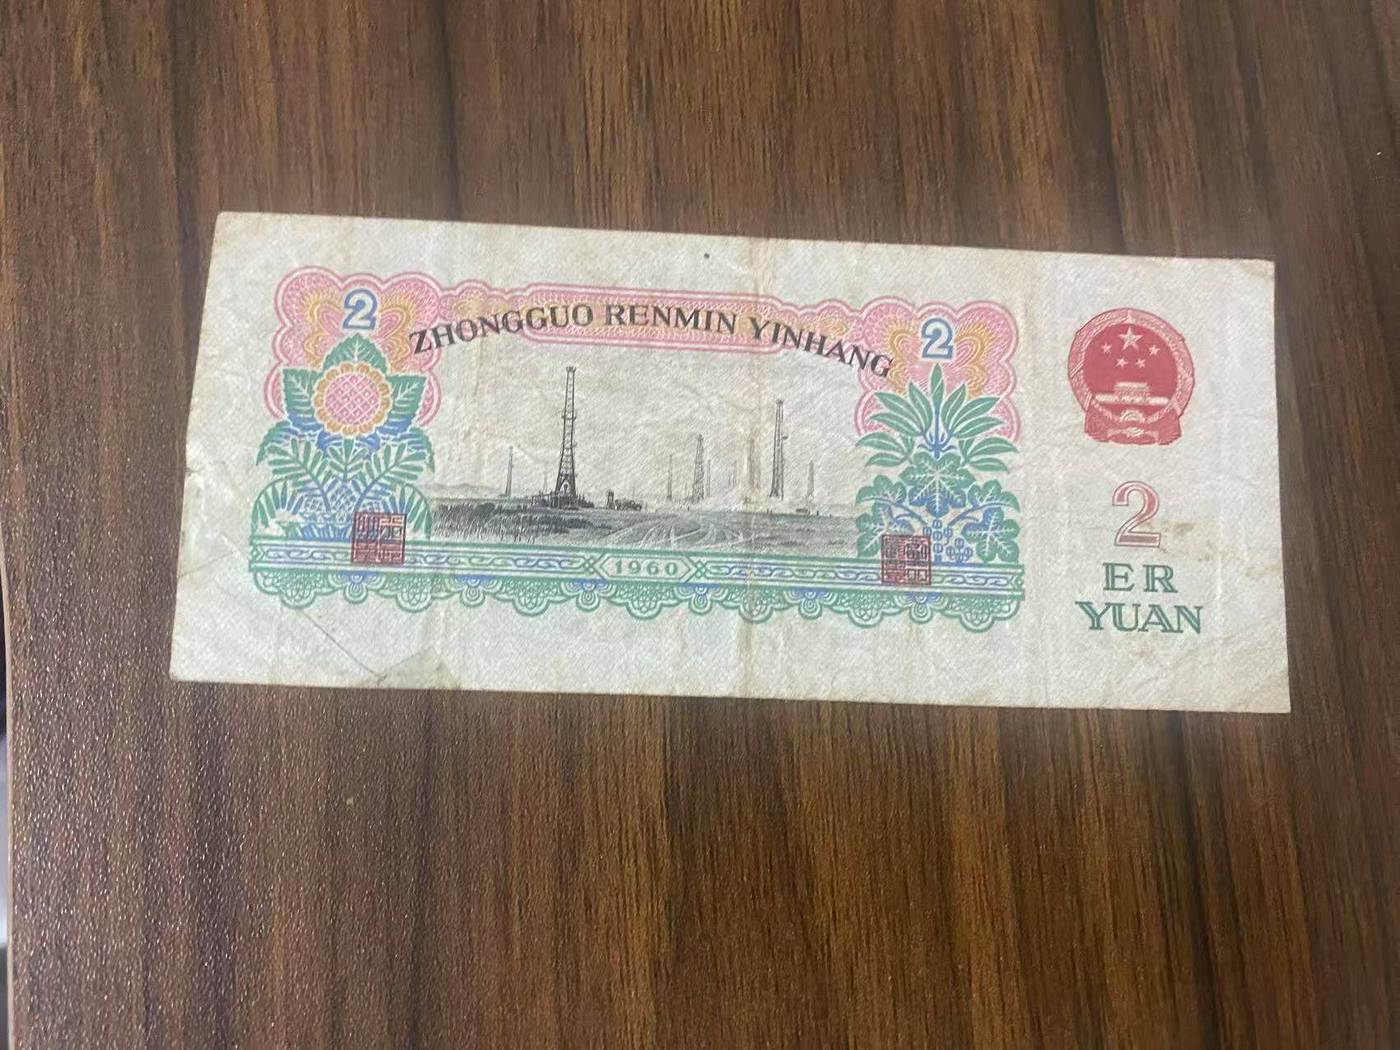 2
ZHONGGUO RENMIN YINHANG
2
1960
2
ER
YUAN